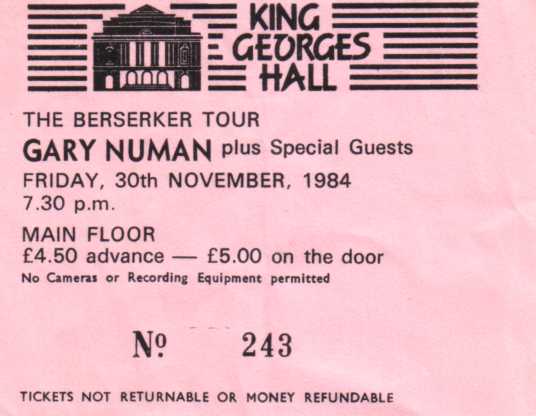 KING
GEORGES
HALL
THE BERSERKER TOUR
GARY NUMAN plus Special Guests
FRIDAY, 30th NOVEMBER, 1984
7.30 p.m.
MAIN FLOOR
£4.50 advance — £5.00 on the door
No Cameras or Recording Equipment permitted
Nº 243
TICKETS NOT RETURNABLE OR MONEY REFUNDABLE